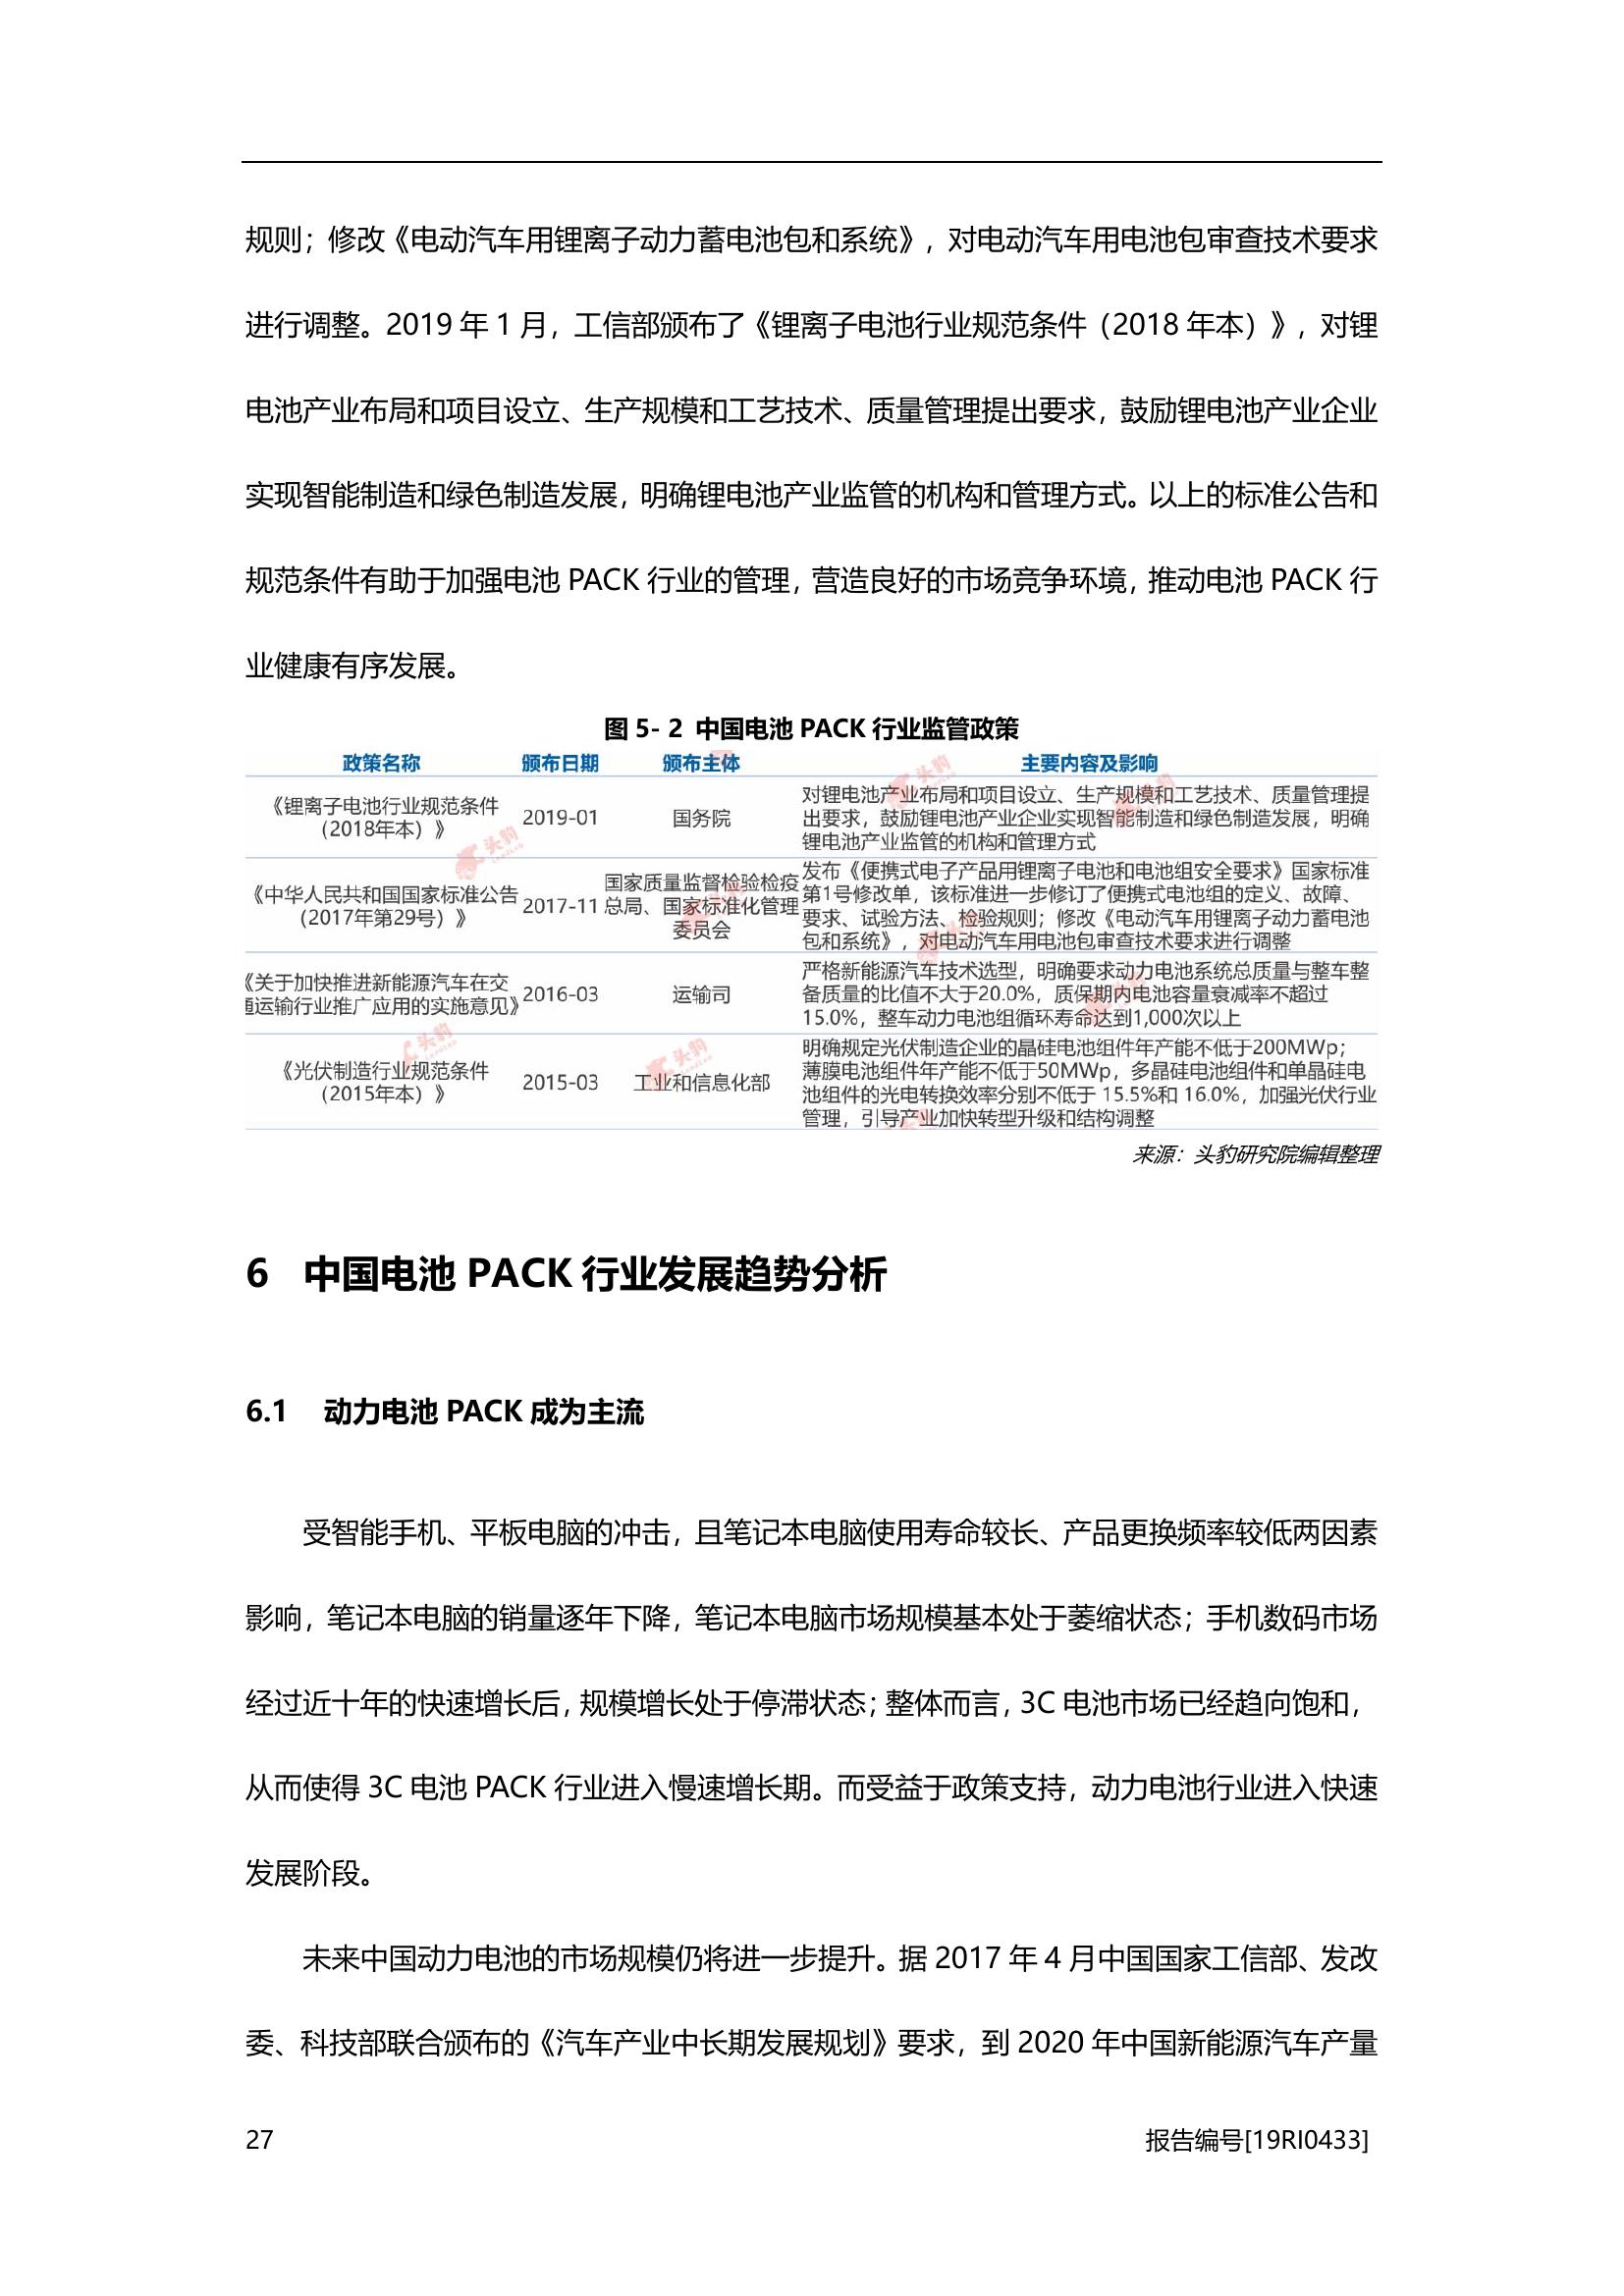 规则；修改《电动汽车用锂离子动力蓄电池包和系统》，对电动汽车用电池包审查技术要求
进行调整。2019 年 1 月，工信部颁布了《锂离子电池行业规范条件（2018 年本）》，对锂
电池产业布局和项目设立、生产规模和工艺技术、质量管理提出要求，鼓励锂电池产业企业
实现智能制造和绿色制造发展，明确锂电池产业监管的机构和管理方式。以上的标准公告和
规范条件有助于加强电池 PACK 行业的管理，营造良好的市场竞争环境，推动电池 PACK 行
业健康有序发展。
图 5- 2 中国电池 PACK 行业监管政策
政策名称 颁布日期 颁布主体 主要内容及影响
《锂离子电池行业规范条件
（2018年本）》
2019-01
国务院
对锂电池产业布局和项目设立、生产规模和工艺技术、质量管理提
出要求，鼓励锂电池产业企业实现智能制造和绿色制造发展，明确
锂电池产业监管的机构和管理方式
《中华人民共和国国家标准公告
（2017年第29号）》
2017-11
国家质量监督检验检疫
总局、国家标准化管理
委员会
发布《便携式电子产品用锂离子电池和电池组安全要求》国家标准
第1号修改单，该标准进一步修订了便携式电池组的定义、故障、
要求、试验方法、检验规则；修改《电动汽车用锂离子动力蓄电池
包和系统》，对电动汽车用电池包审查技术要求进行调整
《关于加快推进新能源汽车在交
通运输行业推广应用的实施意见》
2016-03
运输司
严格新能源汽车技术选型，明确要求动力电池系统总质量与整车整
备质量的比值不大于20.0%，质保期内电池容量衰减率不超过
15.0%，整车动力电池组循环寿命达到1,000次以上
《光伏制造行业规范条件
（2015年本）》
2015-03
工业和信息化部
明确规定光伏制造企业的晶硅电池组件年产能不低于200MWp；
薄膜电池组件年产能不低于50MWp，多晶硅电池组件和单晶硅电
池组件的光电转换效率分别不低于 15.5%和 16.0%，加强光伏行业
管理，引导产业加快转型升级和结构调整
来源：头豹研究院编辑整理
6 中国电池 PACK 行业发展趋势分析
6.1 动力电池 PACK 成为主流
受智能手机、平板电脑的冲击，且笔记本电脑使用寿命较长、产品更换频率较低两因素
影响，笔记本电脑的销量逐年下降，笔记本电脑市场规模基本处于萎缩状态；手机数码市场
经过近十年的快速增长后，规模增长处于停滞状态；整体而言，3C 电池市场已经趋向饱和，
从而使得 3C 电池 PACK 行业进入慢速增长期。而受益于政策支持，动力电池行业进入快速
发展阶段。
未来中国动力电池的市场规模仍将进一步提升。据 2017 年 4 月中国国家工信部、发改
委、科技部联合颁布的《汽车产业中长期发展规划》要求，到 2020 年中国新能源汽车产量
27 报告编号[19RI0433]